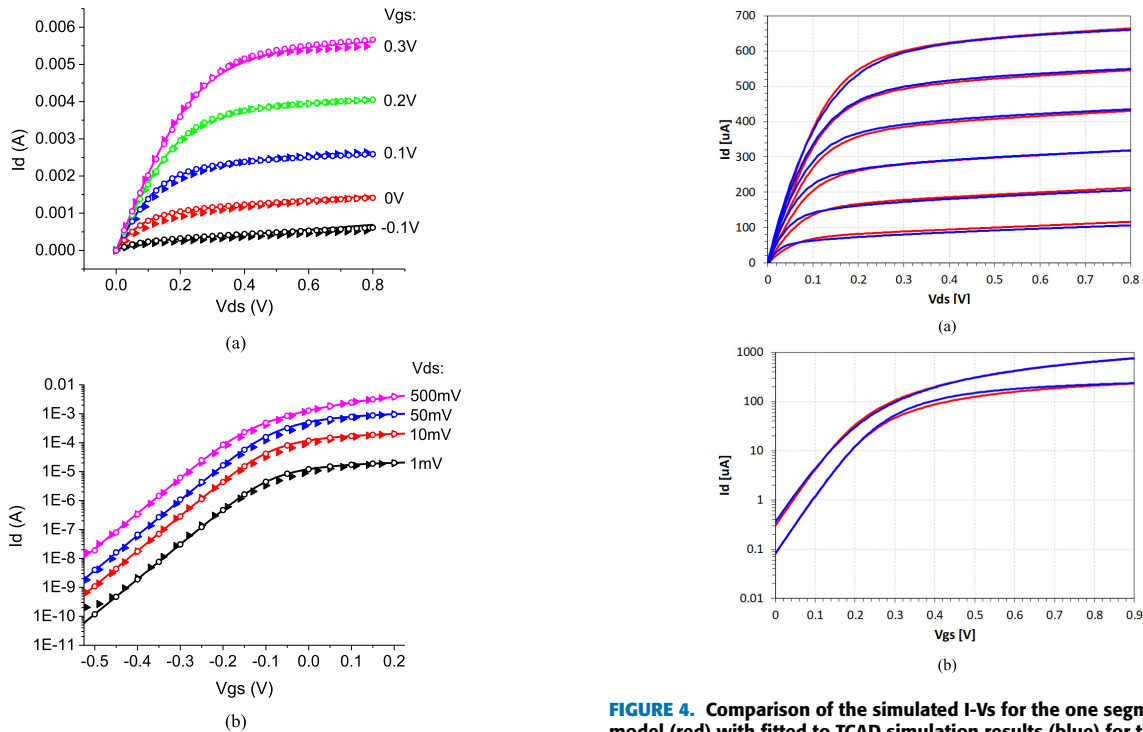 Vgs:
0.006
0.005
0.004
0.003
0.002
0.001
0.000
Id (A)
0.3V
0.2V
0.1V
0V
-0.1V
0.0 0.2 0.4 0.6 0.8
Vds (V)
(a)
Vds:
0.01
1E-3
1E-4
1E-5
1E-6
1E-7
1E-8
1E-9
1E-10
1E-11
Id (A)
500mV
50mV
10mV
1mV
-0.5 -0.4 -0.3 -0.2 -0.1 0.0 0.1 0.2
Vgs (V)
(b)
700
600
500
400
300
200
100
0
Id [uA]
0 0.1 0.2 0.3 0.4 0.5 0.6 0.7 0.8
Vds [V]
(a)
1000
100
10
1
0.1
0.01
Id [uA]
0 0.1 0.2 0.3 0.4 0.5 0.6 0.7 0.8 0.9
Vgs [V]
(b)
FIGURE 4. Comparison of the simulated I-Vs for the one segm
model (red) with fitted to TCAD simulation results (blue) for t